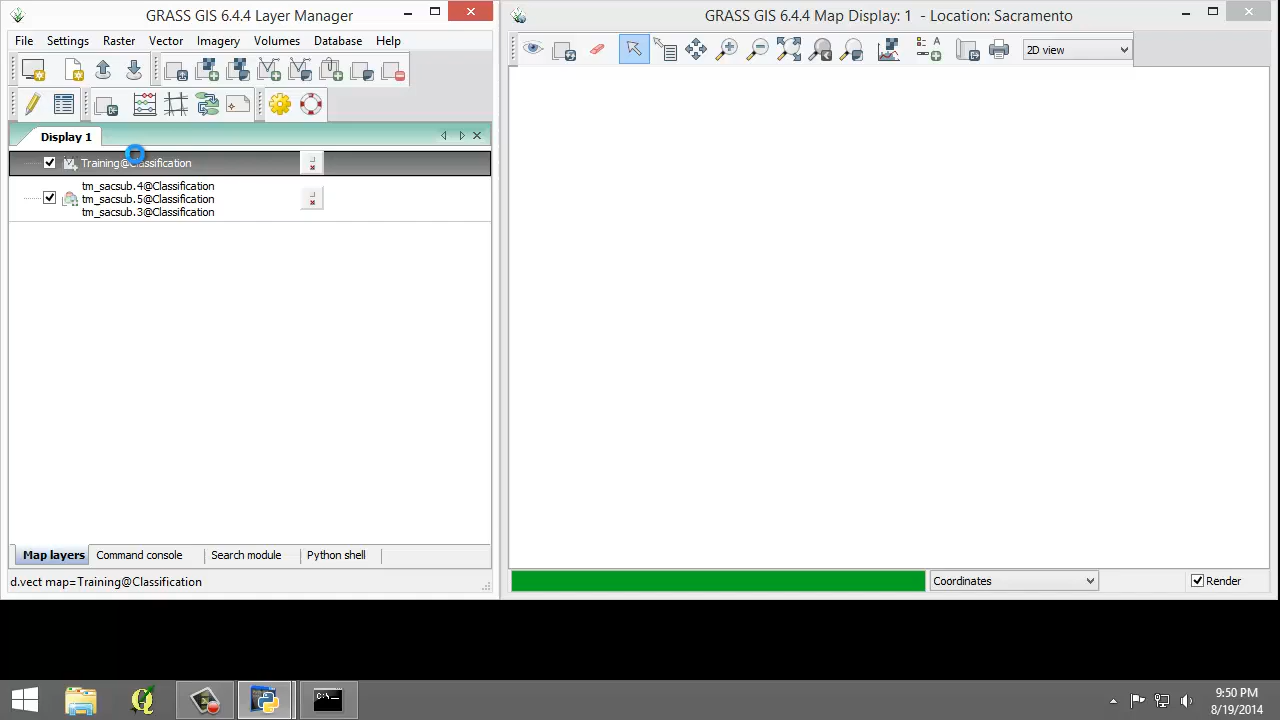 GRASS GIS 6.4.4 Layer Manager
File Settings Raster Vector Imagery Volumes Database Help
Display 1
Training@Classification
tm_sacsub.4@Classification
tm_sacsub.5@Classification
tm_sacsub.3@Classification
Map layers Command console Search module Python shell
d.vect map=Training@Classification
GRASS GIS 6.4.4 Map Display: 1 - Location: Sacramento
2D view
Coordinates
Render
9:50 PM
8/19/2014